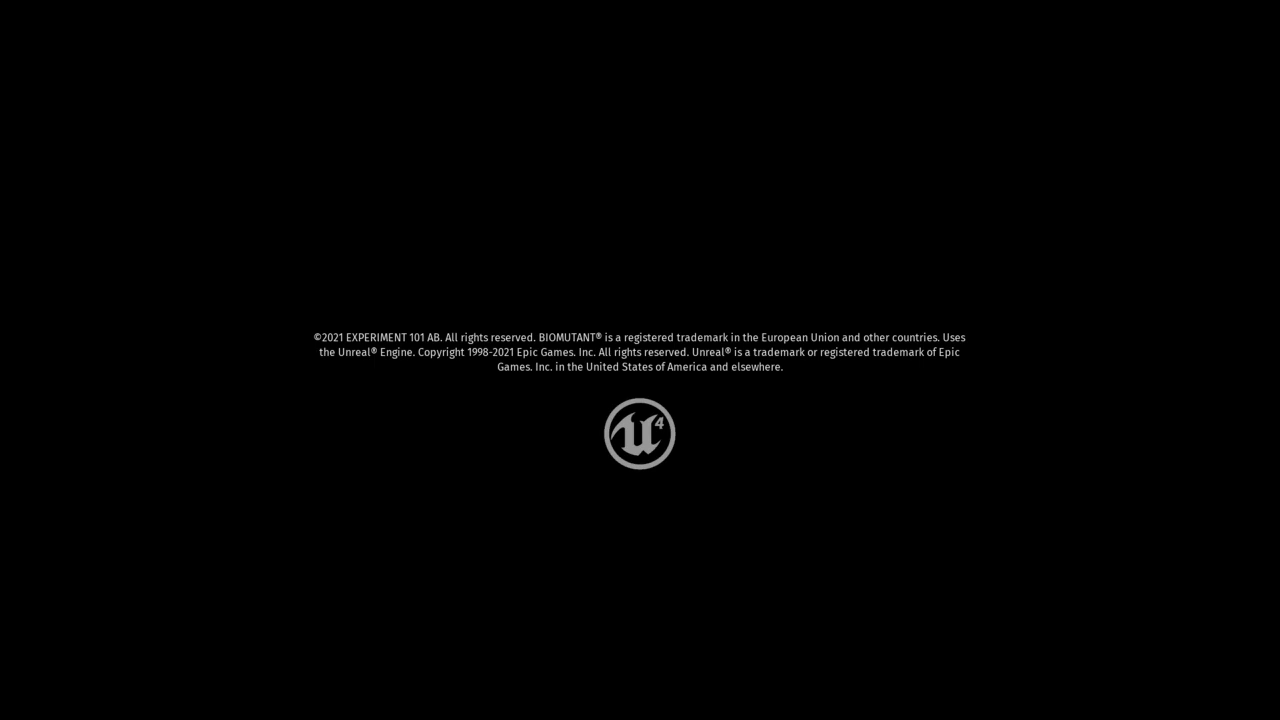 ©2021 EXPERIMENT 101 AB. All rights reserved. BIOMUTANT® is a registered trademark in the European Union and other countries. Uses
the Unreal® Engine. Copyright 1998-2021 Epic Games. Inc. All rights reserved. Unreal® is a trademark or registered trademark of Epic
Games. Inc. in the United States of America and elsewhere.
U4